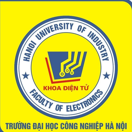 HANOI UNIVERSITY OF INDUSTRY
KHOA ĐIỆN TỬ
FACULTY OF ELECTRONICS
TRƯỜNG ĐẠI HỌC CÔNG NGHIỆP HÀ NỘI